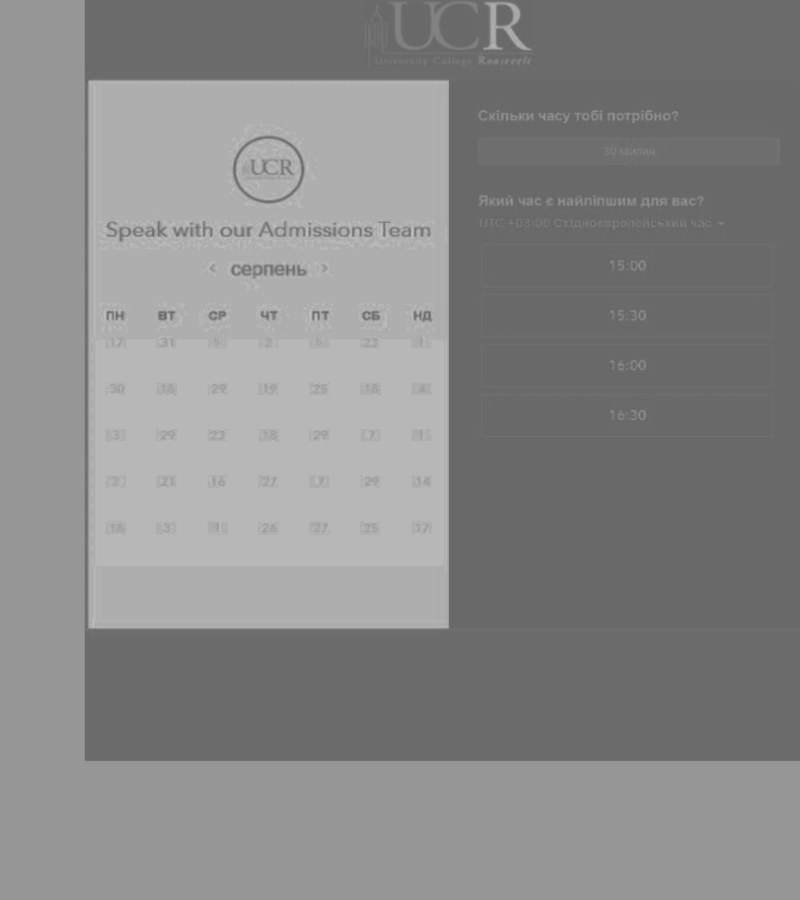 UCR
University College Roosevelt
UCR
Speak with our Admissions Team
< серпень >
ПН ВТ СР ЧТ ПТ СБ НД
17 31 5 2 5 22 1
30 18 29 19 25 18 4
3 29 23 18 29 7 1
2 21 16 27 7 29 14
18 3 1 26 27 25 17
Скільки часу тобі потрібно?
30 хвилин
Який час є найліпшим для вас?
UTC +03:00 Східноєвропейський час
15:00
15:30
16:00
16:30